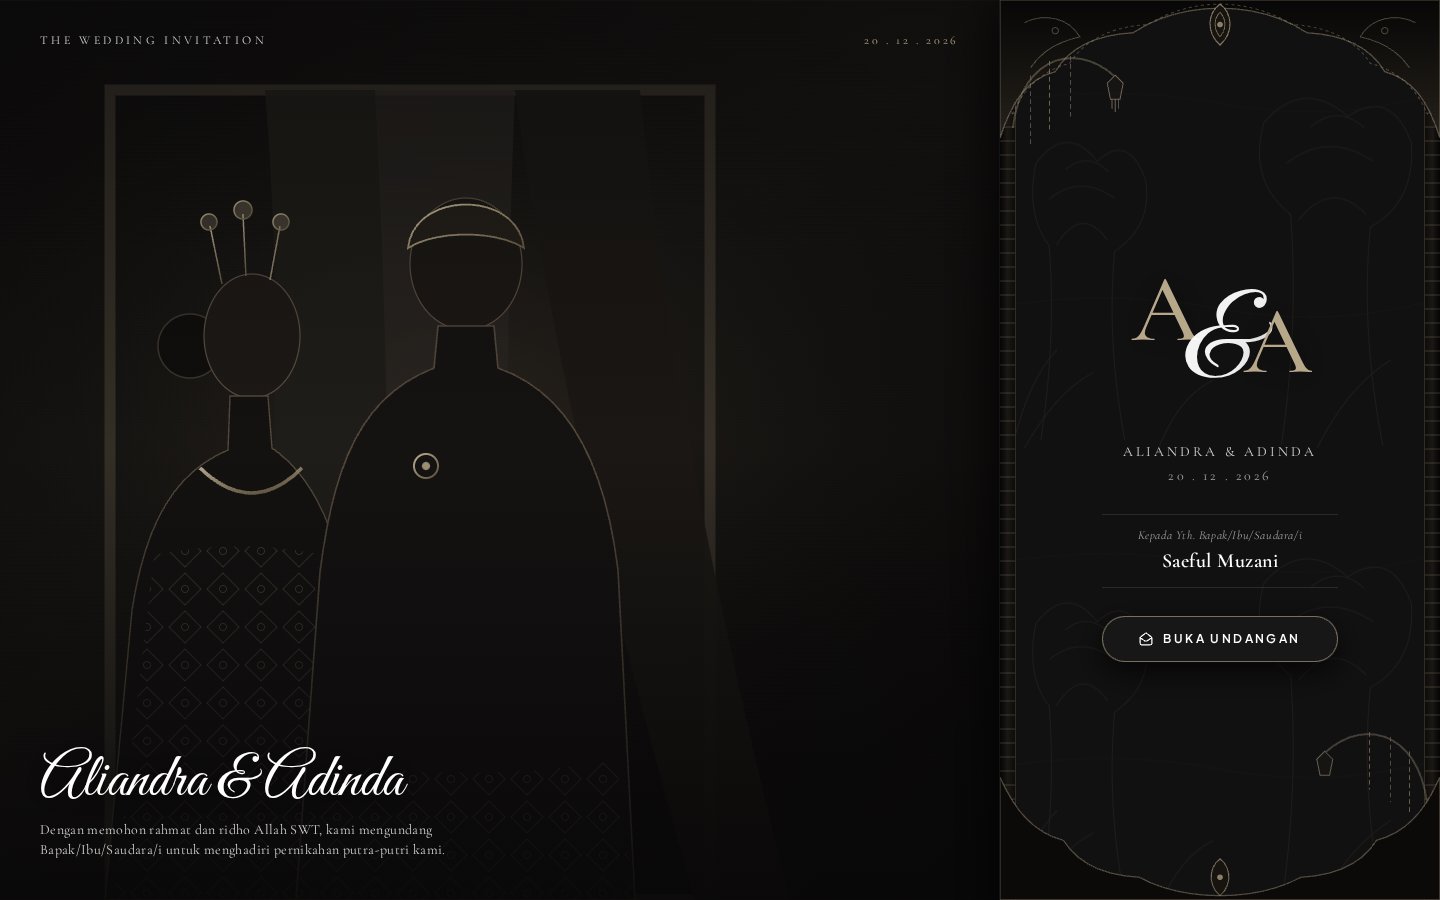 THE WEDDING INVITATION
20 . 12 . 2026
Aliandra & Adinda
Dengan memohon rahmat dan ridho Allah SWT, kami mengundang
Bapak/Ibu/Saudara/i untuk menghadiri pernikahan putra-putri kami.
A&A
ALIANDRA & ADINDA
20 . 12 . 2026
Kepada Yth. Bapak/Ibu/Saudara/i
Saeful Muzani
BUKA UNDANGAN